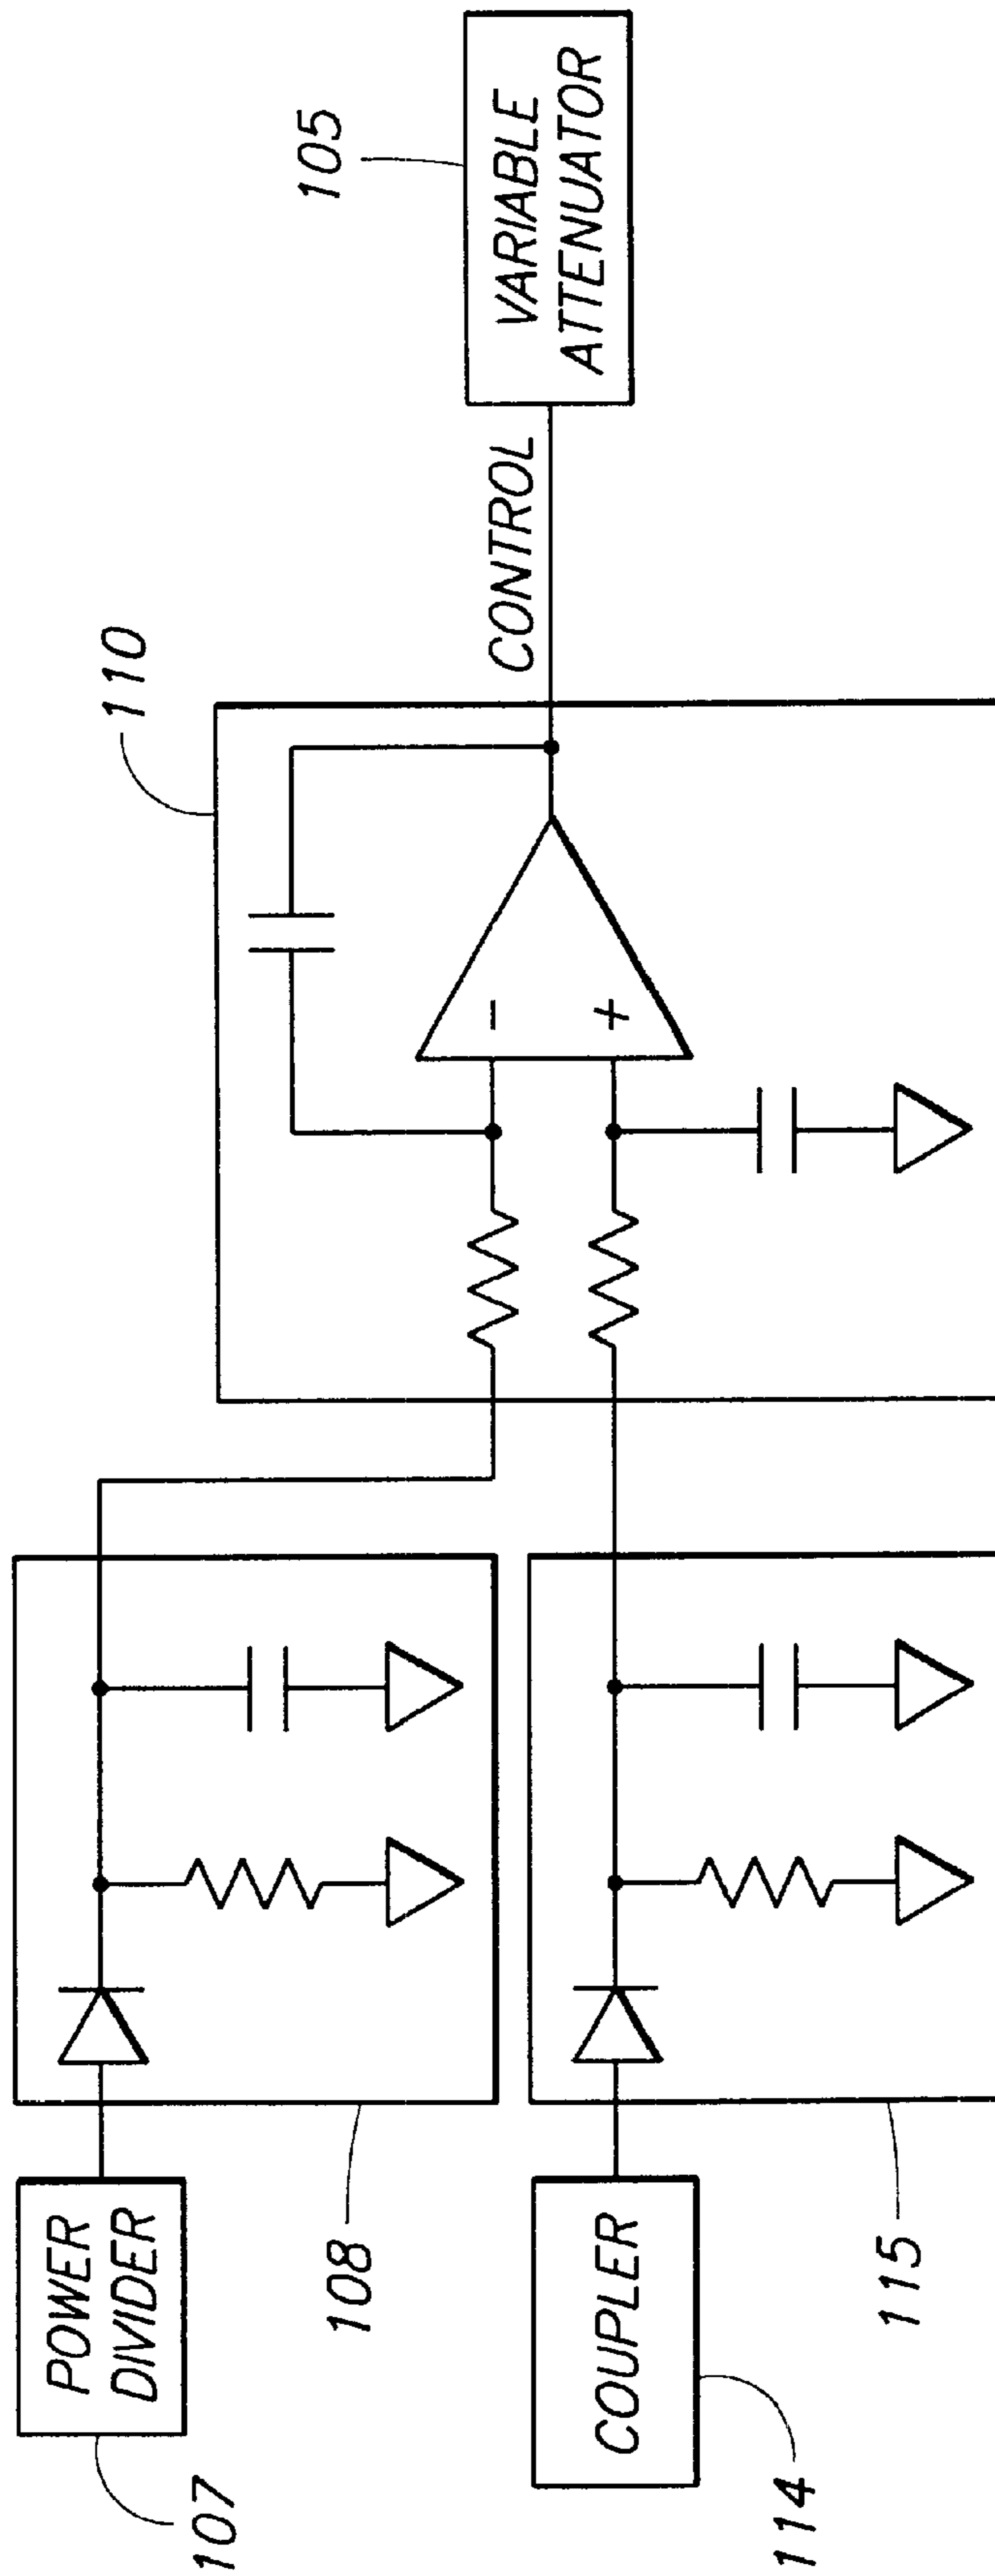 107
POWER
DIVIDER
108
110
-
+
CONTROL
105
VARIABLE
ATTENUATOR
114
COUPLER
115